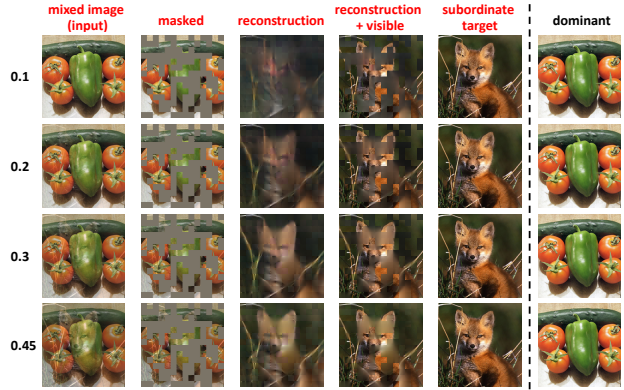 mixed image
(input)
masked
reconstruction
reconstruction
+ visible
subordinate
target
dominant
0.1
0.2
0.3
0.45